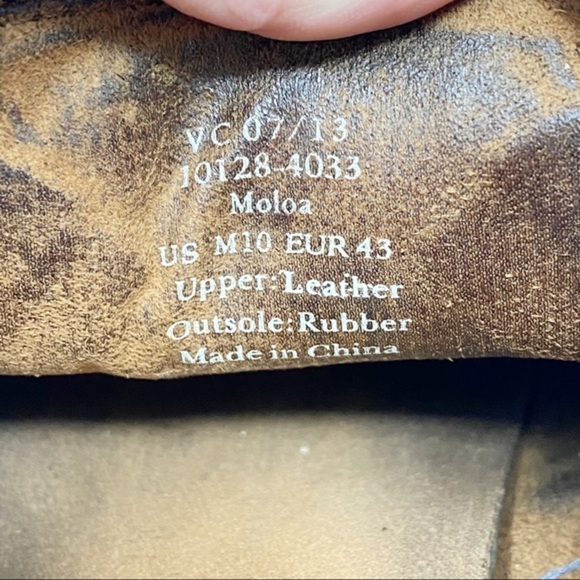 VC 07/13
10128-4033
Moloa
US M10 EUR 43
Upper:Leather
Outsole:Rubber
Made in China